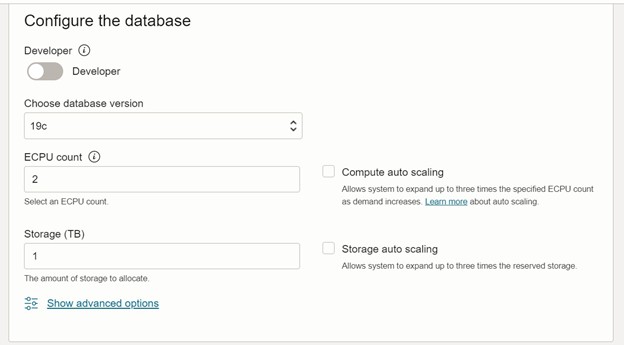 Configure the database
Developer
Developer
Choose database version
19c
ECPU count
2
Select an ECPU count.
Compute auto scaling
Allows system to expand up to three times the specified ECPU count
as demand increases. Learn more about auto scaling.
Storage (TB)
1
The amount of storage to allocate.
Storage auto scaling
Allows system to expand up to three times the reserved storage.
Show advanced options